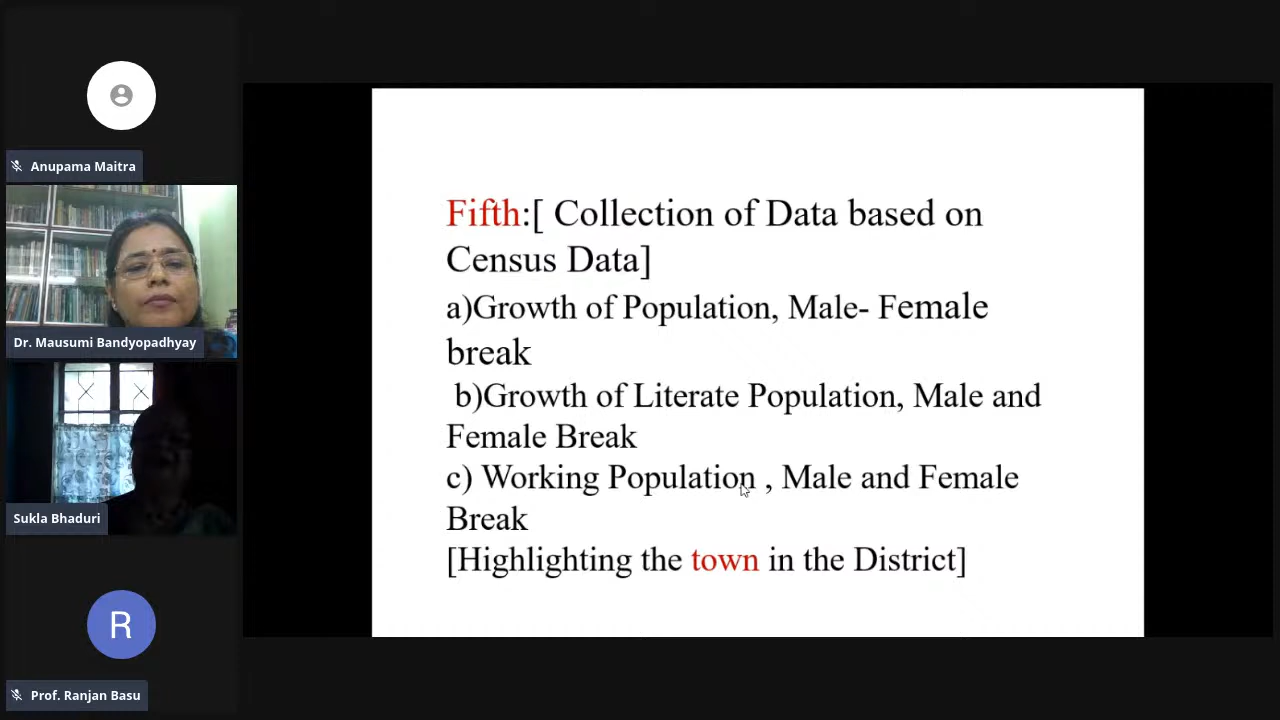 Anupama Maitra
Dr. Mausumi Bandyopadhyay
Sukla Bhaduri
R
Prof. Ranjan Basu
Fifth:[ Collection of Data based on
Census Data]
a)Growth of Population, Male- Female
break
b)Growth of Literate Population, Male and
Female Break
c) Working Population , Male and Female
Break
[Highlighting the town in the District]